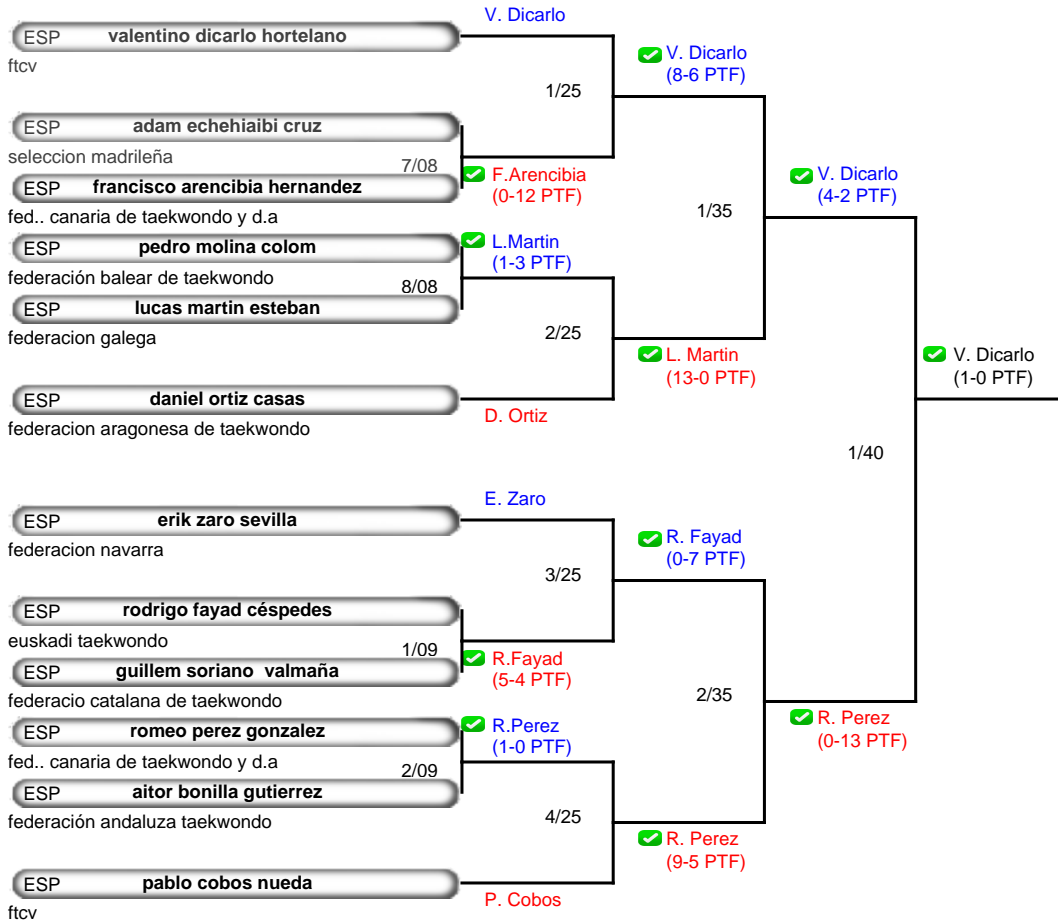 V. Dicarlo
ESP valentino dicarlo hortelano
ftcv
V. Dicarlo
(8-6 PTF)
1/25
ESP adam echehiaibi cruz
seleccion madrileña
7/08
F.Arencibia
(0-12 PTF)
ESP francisco arencibia hernandez
fed.. canaria de taekwondo y d.a
V. Dicarlo
(4-2 PTF)
1/35
L.Martin
(1-3 PTF)
ESP pedro molina colom
federación balear de taekwondo
8/08
ESP lucas martin esteban
federacion galega
2/25
L. Martin
(13-0 PTF)
V. Dicarlo
(1-0 PTF)
ESP daniel ortiz casas
D. Ortiz
federacion aragonesa de taekwondo
1/40
E. Zaro
ESP erik zaro sevilla
federacion navarra
R. Fayad
(0-7 PTF)
3/25
ESP rodrigo fayad céspedes
euskadi taekwondo
1/09
R.Fayad
(5-4 PTF)
ESP guillem soriano  valmaña
federacio catalana de taekwondo
2/35
R. Perez
(0-13 PTF)
R.Perez
(1-0 PTF)
ESP romeo perez gonzalez
fed.. canaria de taekwondo y d.a
2/09
ESP aitor bonilla gutierrez
federación andaluza taekwondo
4/25
R. Perez
(9-5 PTF)
ESP pablo cobos nueda
P. Cobos
ftcv